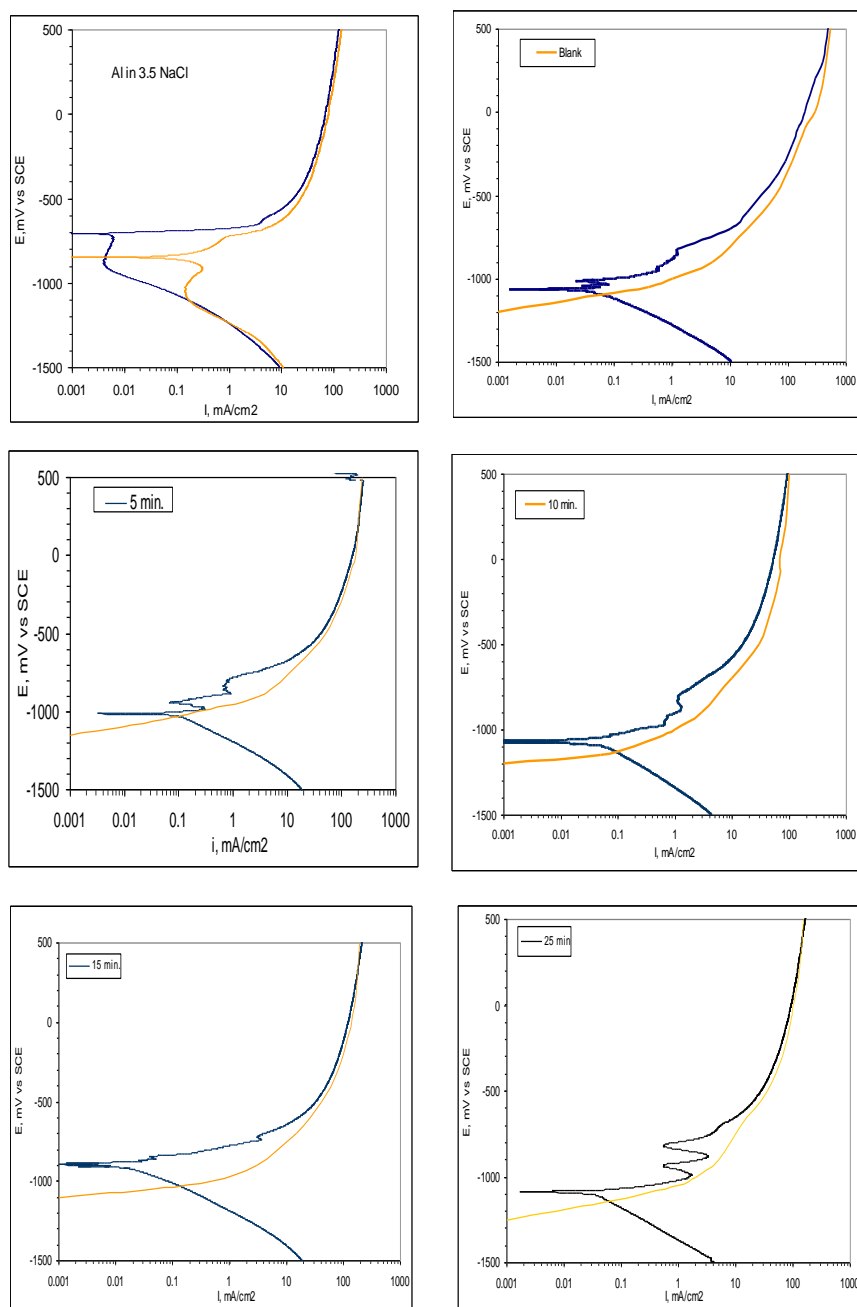 500
0
-500
-1000
-1500
E,mV vs SCE
Al in 3.5 NaCl
0.001 0.01 0.1 1 10 100 1000
I, mA/cm2
500
0
-500
-1000
-1500
E, mV vs SCE
Blank
0.001 0.01 0.1 1 10 100 1000
I, mA/cm2
500
0
-500
-1000
-1500
E, mV vs SCE
5 min.
0.001 0.01 0.1 1 10 100 1000
i, mA/cm2
500
0
-500
-1000
-1500
E, mV vs SCE
10 min.
0.001 0.01 0.1 1 10 100 1000
I, mA/cm2
500
0
-500
-1000
-1500
E, mV vs SCE
15 min.
0.001 0.01 0.1 1 10 100 1000
I, mA/cm2
500
0
-500
-1000
-1500
E, mV vs SCE
25 min
0.001 0.01 0.1 1 10 100 1000
I, mA/cm2